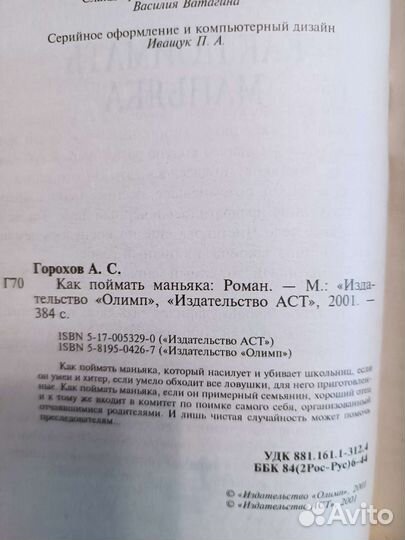 Василия Ватагина
Серийное оформление и компьютерный дизайн
Иващук П. А.
Горохов А. С.
Г70 Как поймать маньяка: Роман. — М.: «Изда-
тельство «Олимп», «Издательство АСТ», 2001. —
384 с.
ISBN 5-17-005329-0 («Издательство АСТ»)
ISBN 5-8195-0426-7 («Издательство «Олимп»)
Как поймать маньяка, который насилует и убивает школьниц, если
он умен и хитер, если умело обходит все ловушки, для него приготовлен-
ные. Как поймать маньяка, если он примерный семьянин, хороший отец
и к тому же входит в комитет по поимке самого себя, организованный
отчаявшимися родителями. И лишь чистая случайность может помочь
преследователям...
УДК 881.161.1-312.4
ББК 84(2Рос-Рус)6-44
© «Издательство «Олимп», 2001
© «Издательство АСТ», 2001
Avito